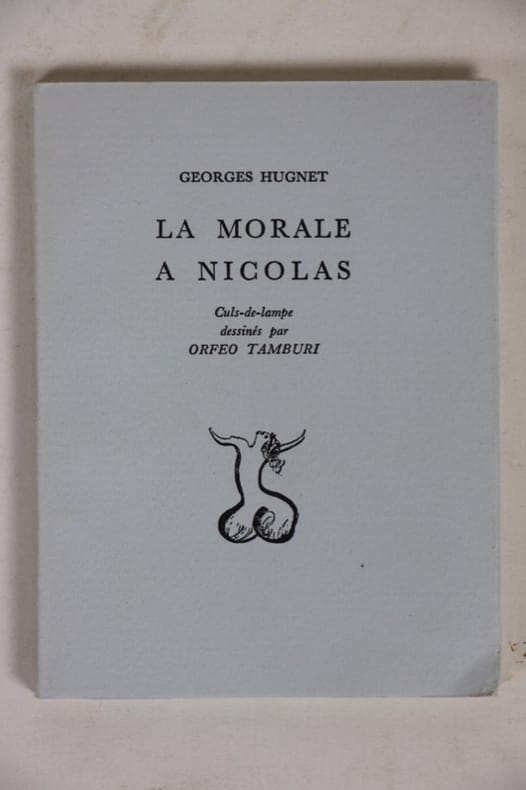 GEORGES HUGNET
LA MORALE
A NICOLAS
Culs-de-lampe
dessinés par
ORFEO TAMBURI